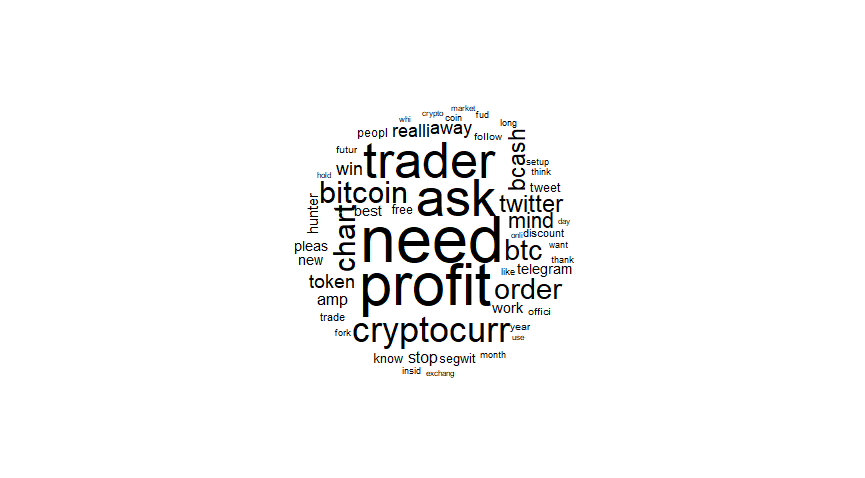 market
crypto
coin
fud
whi
long
peopl
realli
away
follow
bcash
futur
trader
setup
think
win
hold
bitcoin
ask
tweet
hunter
best
free
twitter
chart
mind
day
need
onli
discount
pleas
btc
want
new
thank
like
telegram
token
profit
order
amp
work
offici
trade
fork
cryptocurr
year
use
know
stop
segwit
month
insid
exchang